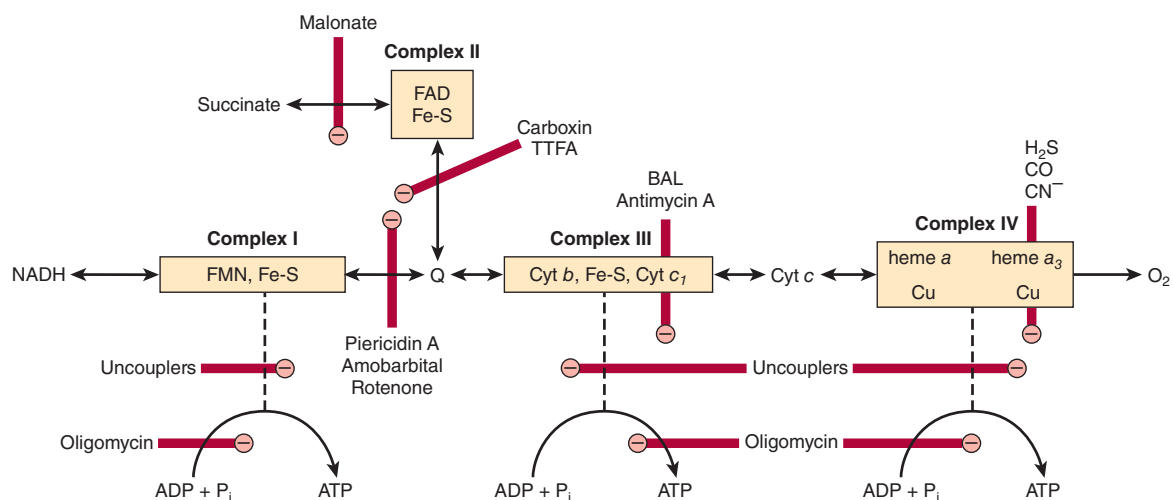 Malonate
Complex II
Succinate
FAD
Fe-S
Carboxin
TTFA
H₂S
CO
CN⁻
BAL
Antimycin A
Complex I
Complex III
Complex IV
NADH
FMN, Fe-S
Q
Cyt b, Fe-S, Cyt c₁
Cyt c
heme a
heme a₃
Cu
Cu
O₂
Piericidin A
Amobarbital
Rotenone
Uncouplers
Uncouplers
Oligomycin
Oligomycin
ADP + Pᵢ
ATP
ADP + Pᵢ
ATP
ADP + Pᵢ
ATP